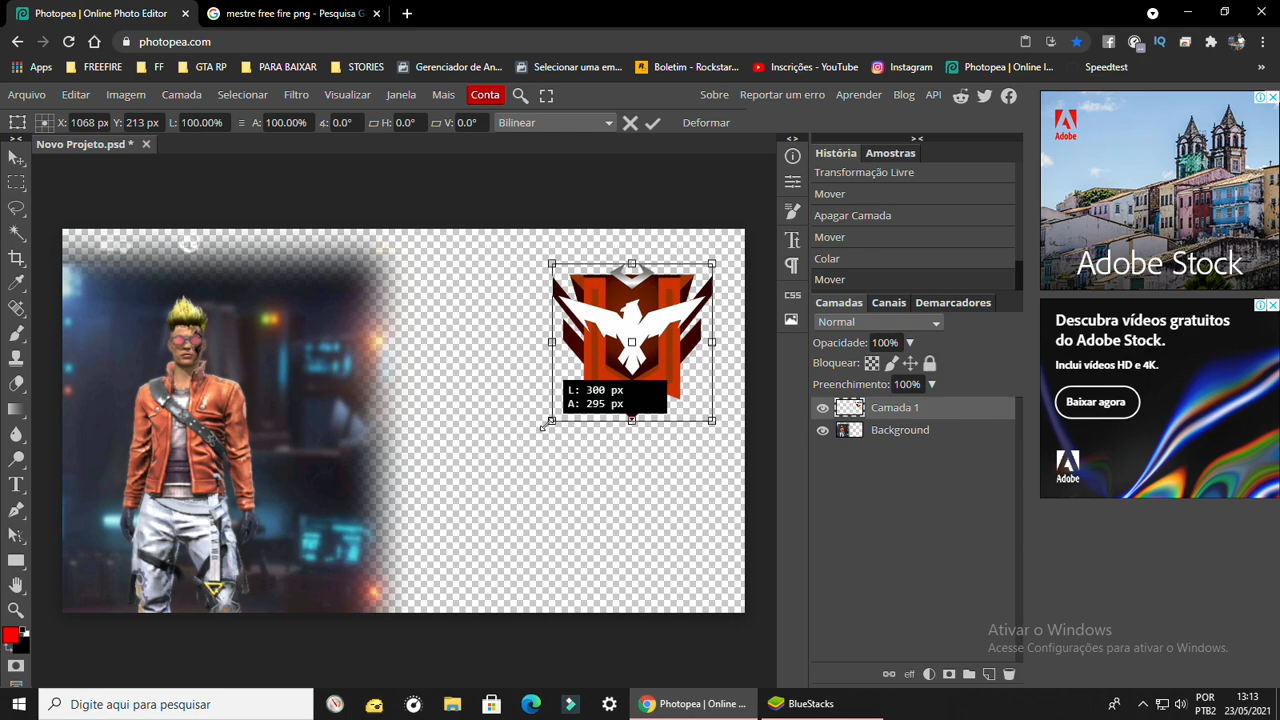 Photopea | Online Photo Editor
mestre free fire png - Pesquisa G
photopea.com
Apps
FREEFIRE
FF
GTA RP
PARA BAIXAR
STORIES
Gerenciador de An...
Selecionar uma em...
Boletim - Rockstar...
Inscrições - YouTube
Instagram
Photopea | Online I...
Speedtest
»
Arquivo
Editar
Imagem
Camada
Selecionar
Filtro
Visualizar
Janela
Mais
Conta
Sobre
Reportar um erro
Aprender
Blog
API
X: 1068 px
Y: 213 px
L: 100.00%
A: 100.00%
0.0°
H: 0.0°
V: 0.0°
Bilinear
Deformar
Novo Projeto.psd *
L: 300 px
A: 295 px
CSS
História
Amostras
Transformação Livre
Mover
Apagar Camada
Mover
Colar
Mover
Camadas
Canais
Demarcadores
Normal
Opacidade: 100%
Bloquear:
Preenchimento: 100%
Camada 1
Background
eff
Adobe
Adobe Stock
Descubra vídeos gratuitos
do Adobe Stock.
Inclui vídeos HD e 4K.
Baixar agora
Adobe
Ativar o Windows
Acesse Configurações para ativar o Windows.
Digite aqui para pesquisar
Photopea | Online ...
BlueStacks
POR
PTB2
13:13
23/05/2021